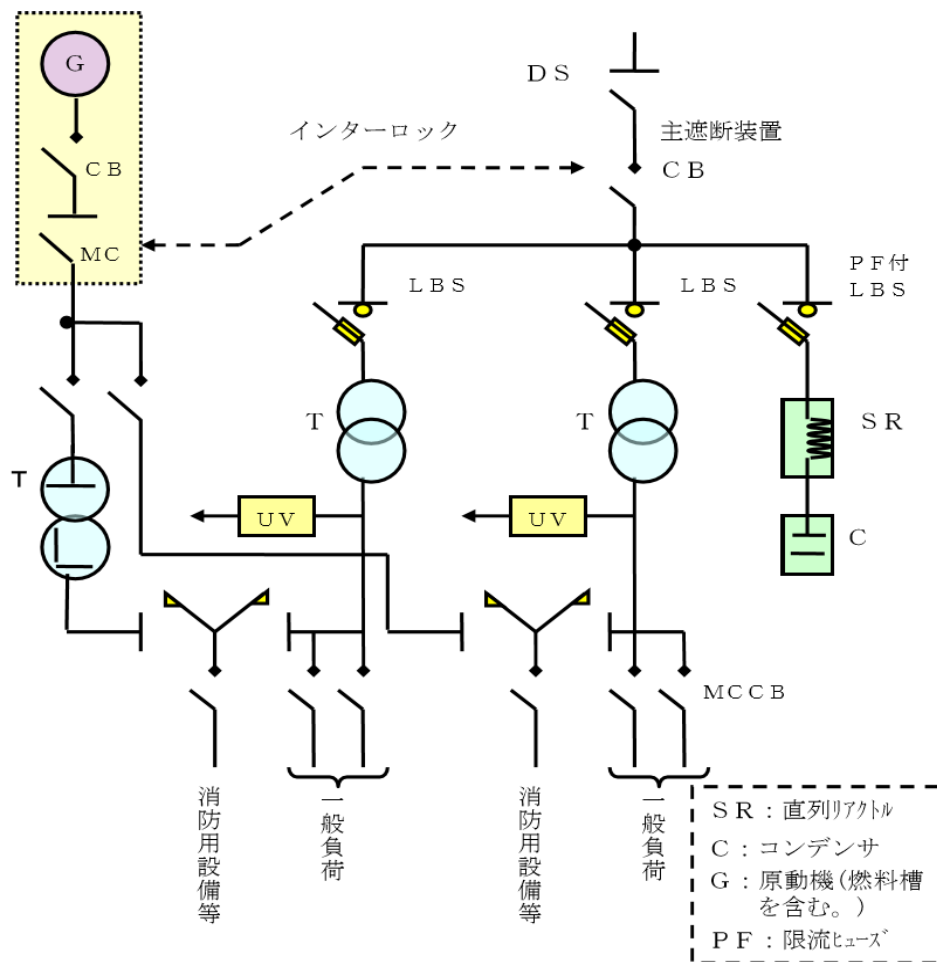 G
CB
MC
インターロック
DS
主遮断装置
CB
LBS
LBS
PF付
LBS
T
T
T
SR
C
UV
UV
MCCB
消防用設備等
一般負荷
消防用設備等
一般負荷
SR：直列ﾘｱｸﾄﾙ
C：コンデンサ
G：原動機(燃料槽
を含む。)
PF：限流ﾋｭｰｽﾞ